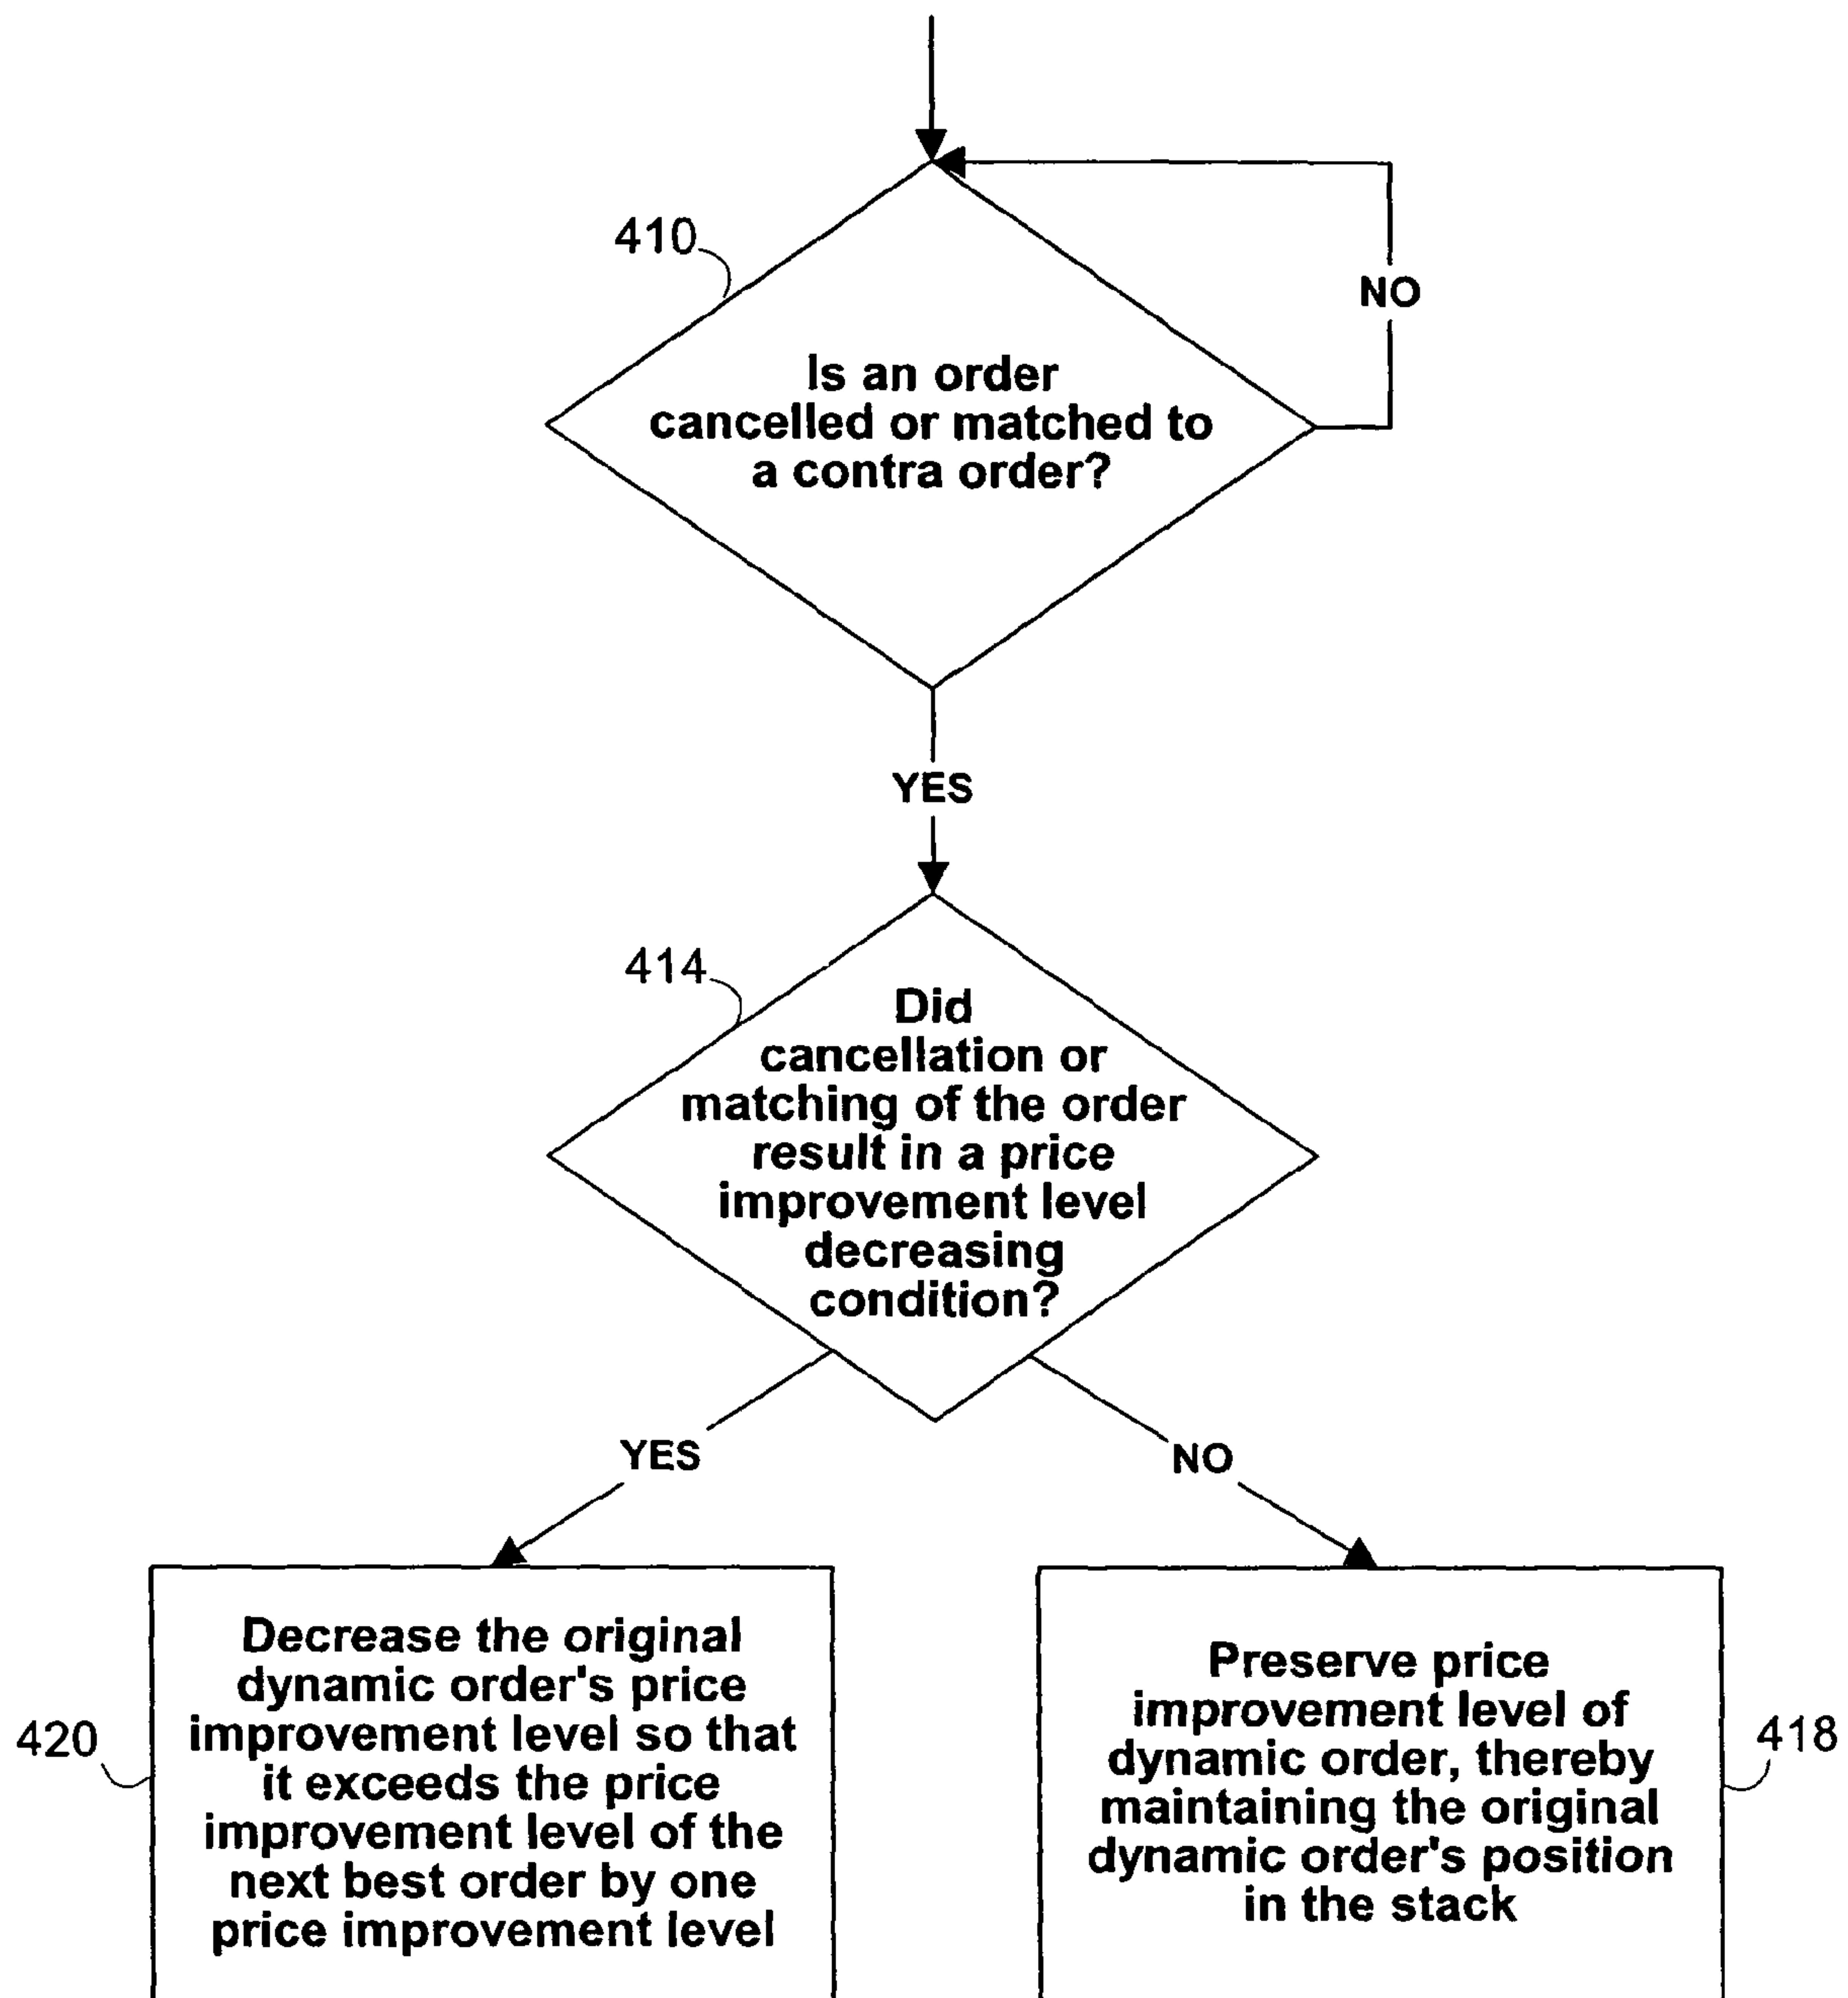 410
NO
Is an order
cancelled or matched to
a contra order?
YES
414
Did
cancellation or
matching of the order
result in a price
improvement level
decreasing
condition?
YES
NO
Decrease the original
dynamic order's price
improvement level so that
it exceeds the price
improvement level of the
next best order by one
price improvement level
420
Preserve price
improvement level of
dynamic order, thereby
maintaining the original
dynamic order's position
in the stack
418